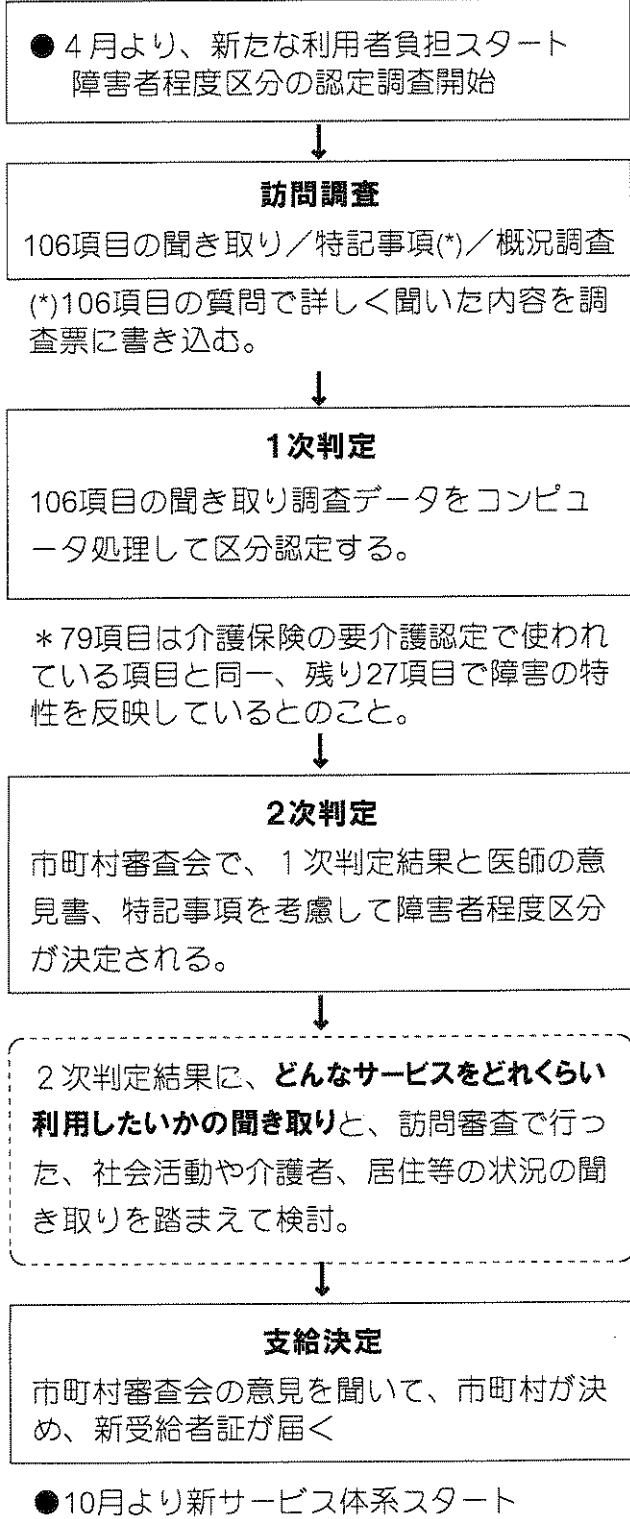 ●4月より、新たな利用者負担スタート
障害者程度区分の認定調査開始
↓
訪問調査
106項目の聞き取り／特記事項(*)／概況調査
(*)106項目の質問で詳しく聞いた内容を調
査票に書き込む。
↓
1次判定
106項目の聞き取り調査データをコンピュ
ータ処理して区分認定する。
＊79項目は介護保険の要介護認定で使われ
ている項目と同一、残り27項目で障害の特
性を反映しているとのこと。
↓
2次判定
市町村審査会で、1次判定結果と医師の意
見書、特記事項を考慮して障害者程度区分
が決定される。
↓
2次判定結果に、どんなサービスをどれくらい
利用したいかの聞き取りと、訪問審査で行っ
た、社会活動や介護者、居住等の状況の聞
き取りを踏まえて検討。
↓
支給決定
市町村審査会の意見を聞いて、市町村が決
め、新受給者証が届く
●10月より新サービス体系スタート